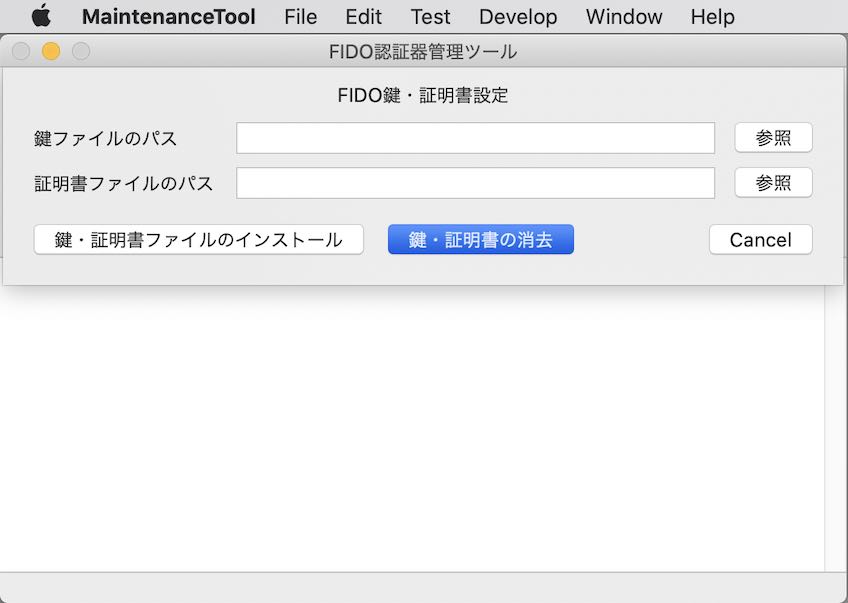 MaintenanceTool File Edit Test Develop Window Help
FIDO認証器管理ツール
FIDO鍵・証明書設定
鍵ファイルのパス 参照
証明書ファイルのパス 参照
鍵・証明書ファイルのインストール 鍵・証明書の消去 Cancel